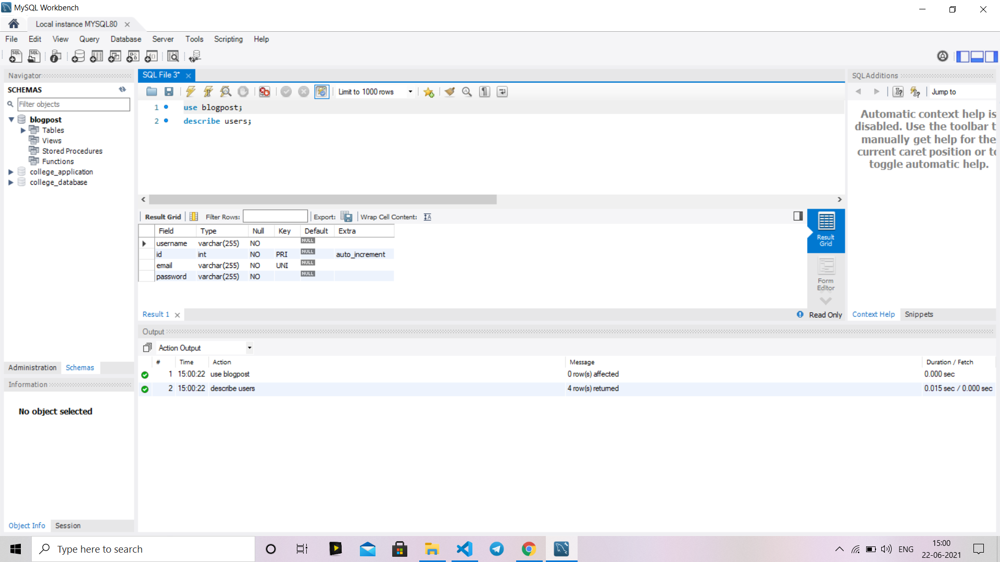 MySQL Workbench
Local instance MYSQL80
File Edit View Query Database Server Tools Scripting Help
Navigator
SCHEMAS
Filter objects
blogpost
Tables
Views
Stored Procedures
Functions
college_application
college_database
Administration Schemas
Information
No object selected
Object Info Session
SQL File 3*
Limit to 1000 rows
1 use blogpost;
2 describe users;
Result Grid Filter Rows: Export: Wrap Cell Content:
Field Type Null Key Default Extra
username varchar(255) NO NULL
id int NO PRI NULL auto_increment
email varchar(255) NO UNI NULL
password varchar(255) NO NULL
Result
Grid
Form
Editor
Result 1
Read Only
SQLAdditions
Jump to
Automatic context help is
disabled. Use the toolbar t
manually get help for the
current caret position or to
toggle automatic help.
Context Help Snippets
Output
Action Output
# Time Action Message Duration / Fetch
1 15:00:22 use blogpost 0 row(s) affected 0.000 sec
2 15:00:22 describe users 4 row(s) returned 0.015 sec / 0.000 sec
Type here to search
ENG
15:00
22-06-2021